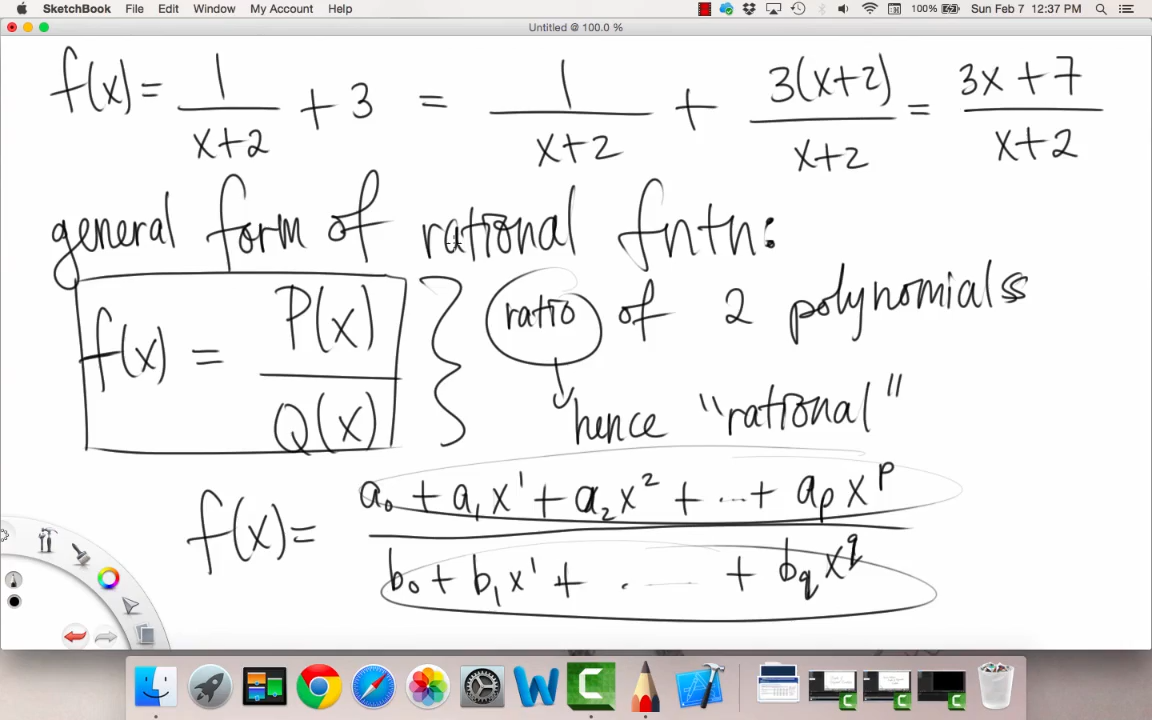 SketchBook File Edit Window My Account Help 100% Sun Feb 7 12:37 PM
Untitled @ 100.0 %
f(x) = 1/(x+2) + 3 = 1/(x+2) + 3(x+2)/(x+2) = (3x+7)/(x+2)
general form of rational fntn:
f(x) = P(x)/Q(x) } ratio of 2 polynomials
hence "rational"
f(x) = (a₀ + a₁x¹ + a₂x² + ... + aₚxᵖ)/(b₀ + b₁x¹ + ... + b_q x^q)